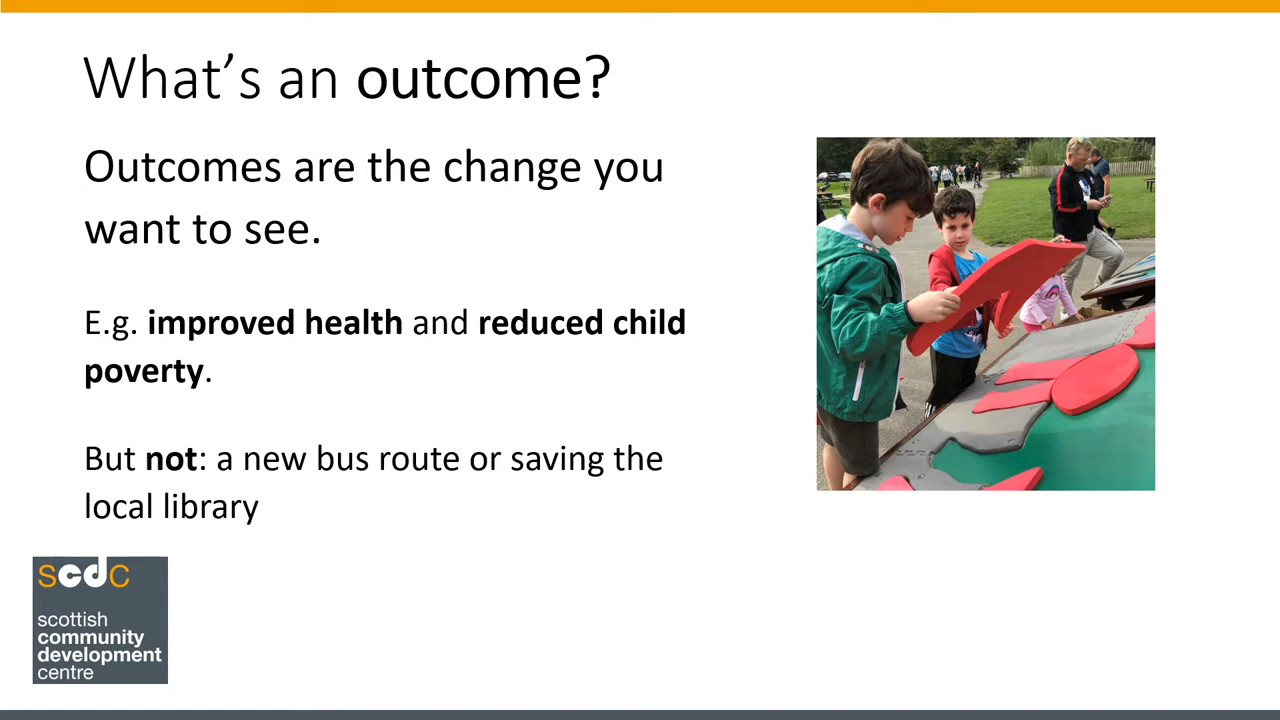 What’s an outcome?
Outcomes are the change you
want to see.
E.g. improved health and reduced child
poverty.
But not: a new bus route or saving the
local library
scdc
scottish
community
development
centre